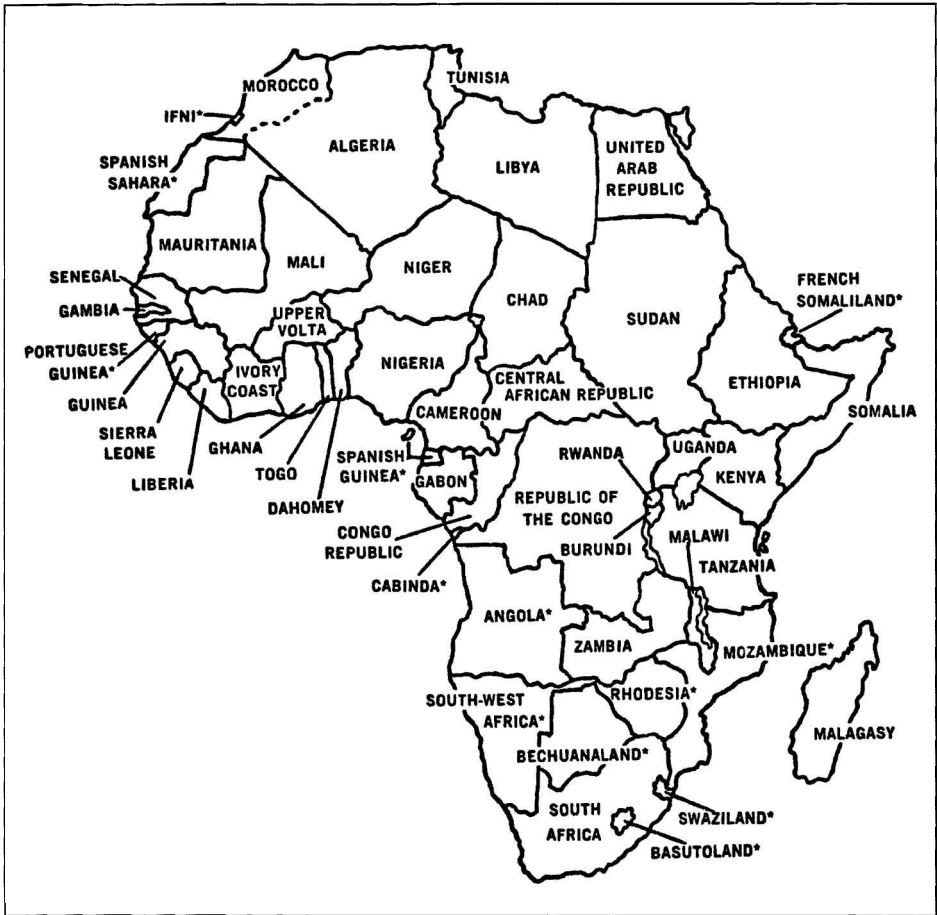 MOROCCO
TUNISIA
IFNI*
ALGERIA
LIBYA
UNITED
ARAB
REPUBLIC
SPANISH
SAHARA*
MAURITANIA
MALI
NIGER
CHAD
SUDAN
SENEGAL
GAMBIA
FRENCH
SOMALILAND*
UPPER
VOLTA
PORTUGUESE
GUINEA*
IVORY
COAST
NIGERIA
CENTRAL
AFRICAN REPUBLIC
ETHIOPIA
GUINEA
CAMEROON
SOMALIA
SIERRA
LEONE
GHANA
LIBERIA
TOGO
DAHOMEY
SPANISH
GUINEA*
GABON
RWANDA
UGANDA
KENYA
REPUBLIC OF
THE CONGO
CONGO
REPUBLIC
BURUNDI
MALAWI
TANZANIA
CABINDA*
ANGOLA*
ZAMBIA
MOZAMBIQUE*
SOUTH-WEST
AFRICA*
RHODESIA*
MALAGASY
BECHUANALAND*
SOUTH
AFRICA
SWAZILAND*
BASUTOLAND*